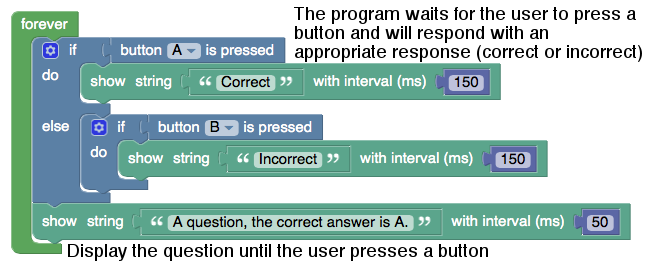 forever
The program waits for the user to press a
button and will respond with an
appropriate response (correct or incorrect)
if button A is pressed
do show string “ Correct ” with interval (ms) 150
else if button B is pressed
do show string “ Incorrect ” with interval (ms) 150
show string “ A question, the correct answer is A. ” with interval (ms) 50
Display the question until the user presses a button